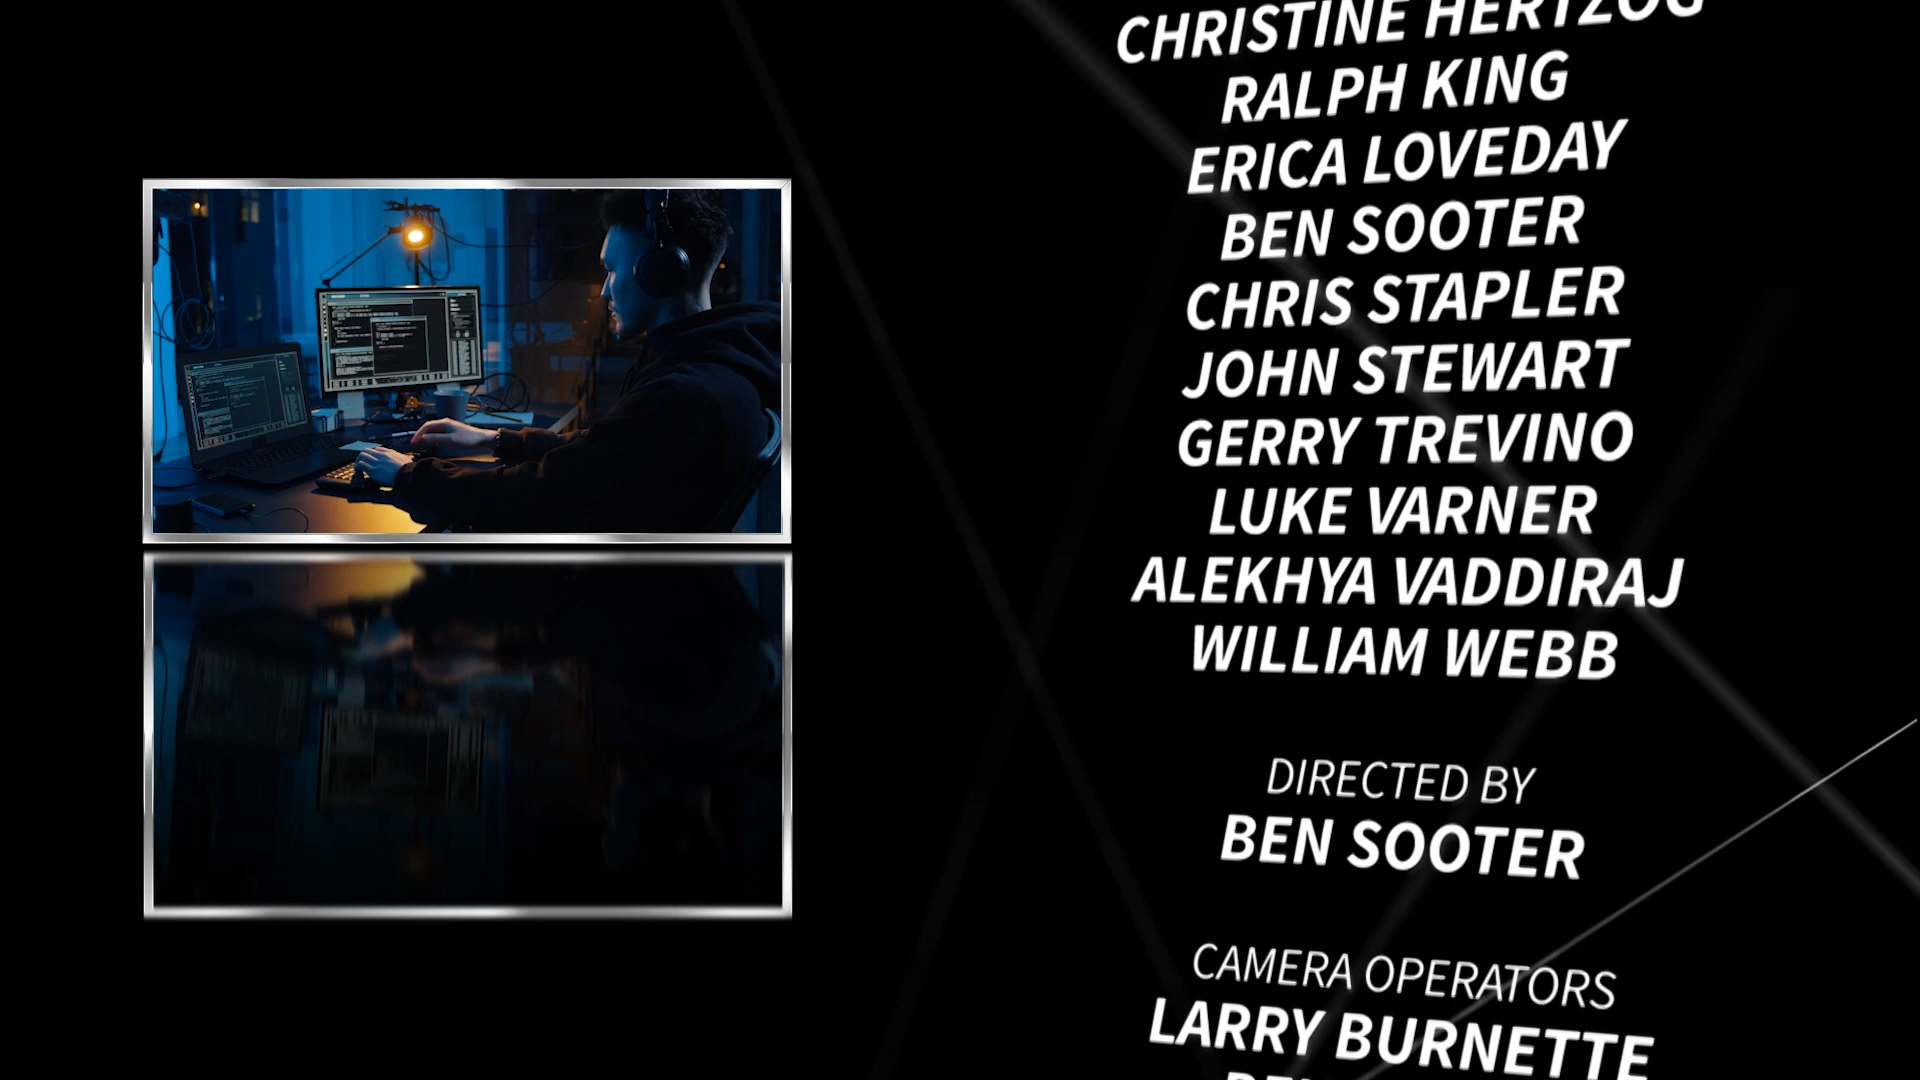 CHRISTINE HERTZOG
RALPH KING
ERICA LOVEDAY
BEN SOOTER
CHRIS STAPLER
JOHN STEWART
GERRY TREVINO
LUKE VARNER
ALEKHYA VADDIRAJ
WILLIAM WEBB
DIRECTED BY
BEN SOOTER
CAMERA OPERATORS
LARRY BURNETTE